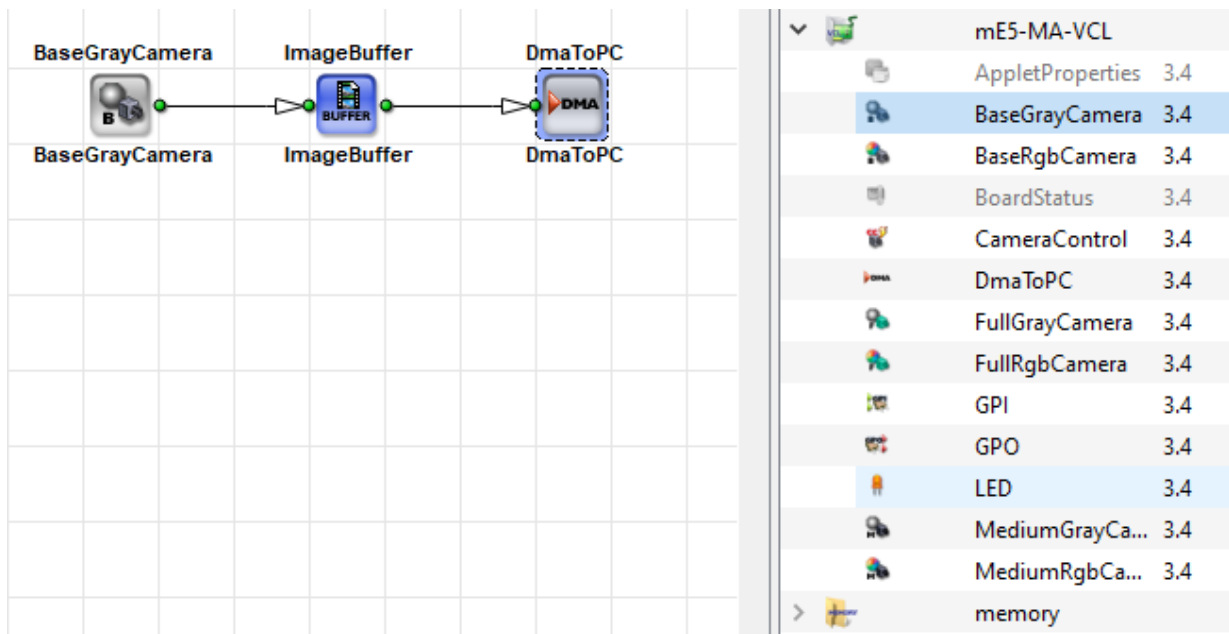 BaseGrayCamera ImageBuffer DmaToPC
B BUFFER DMA
BaseGrayCamera ImageBuffer DmaToPC
mE5-MA-VCL
AppletProperties 3.4
BaseGrayCamera 3.4
BaseRgbCamera 3.4
BoardStatus 3.4
CameraControl 3.4
DMA DmaToPC 3.4
FullGrayCamera 3.4
FullRgbCamera 3.4
GPI 3.4
GPO 3.4
LED 3.4
MediumGrayCa... 3.4
MediumRgbCa... 3.4
memory